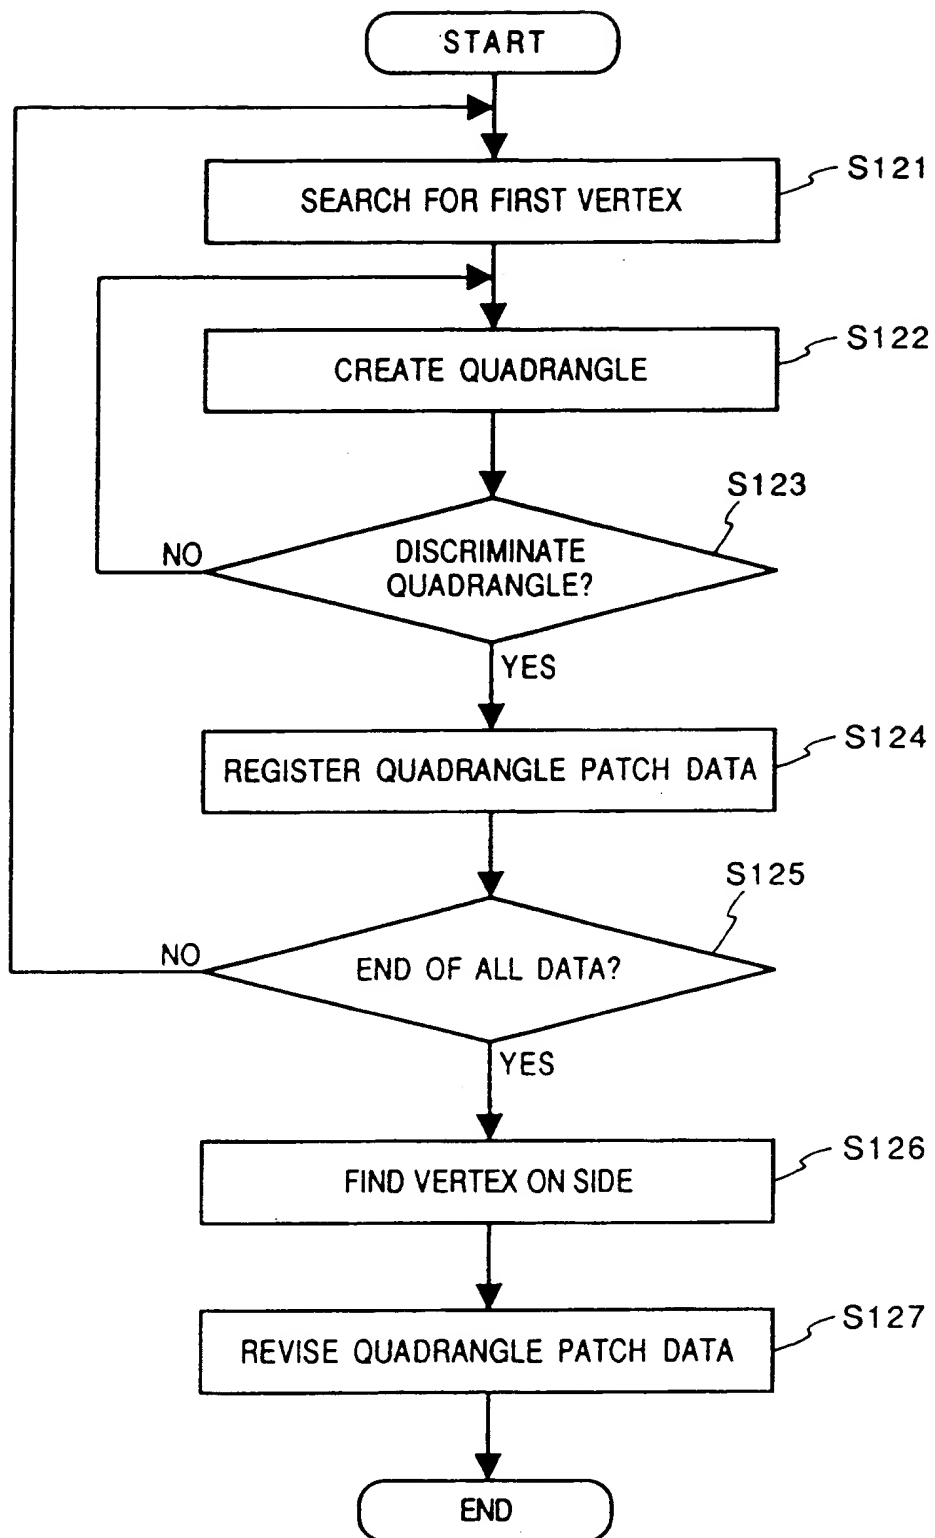 START
S121
SEARCH FOR FIRST VERTEX
S122
CREATE QUADRANGLE
S123
DISCRIMINATE
QUADRANGLE?
NO
YES
S124
REGISTER QUADRANGLE PATCH DATA
S125
END OF ALL DATA?
NO
YES
S126
FIND VERTEX ON SIDE
S127
REVISE QUADRANGLE PATCH DATA
END